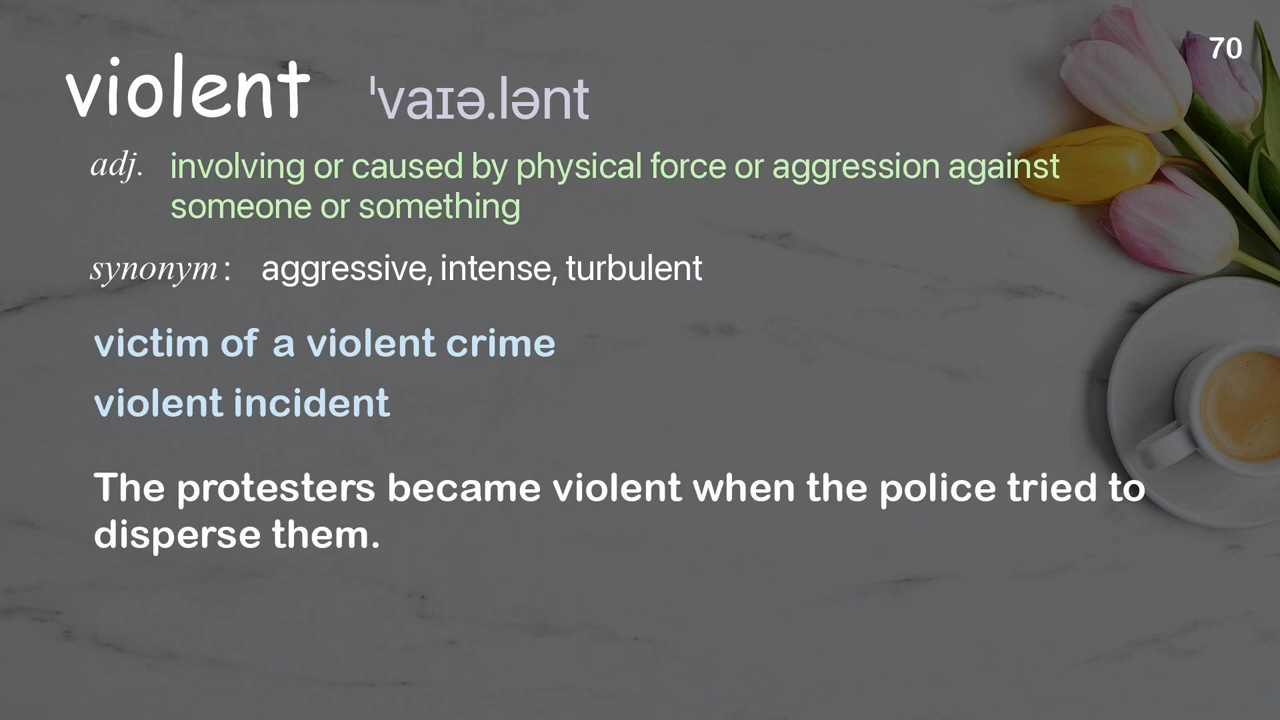 70
violent ˈvaɪə.lənt
adj. involving or caused by physical force or aggression against
someone or something
synonym: aggressive, intense, turbulent
victim of a violent crime
violent incident
The protesters became violent when the police tried to
disperse them.